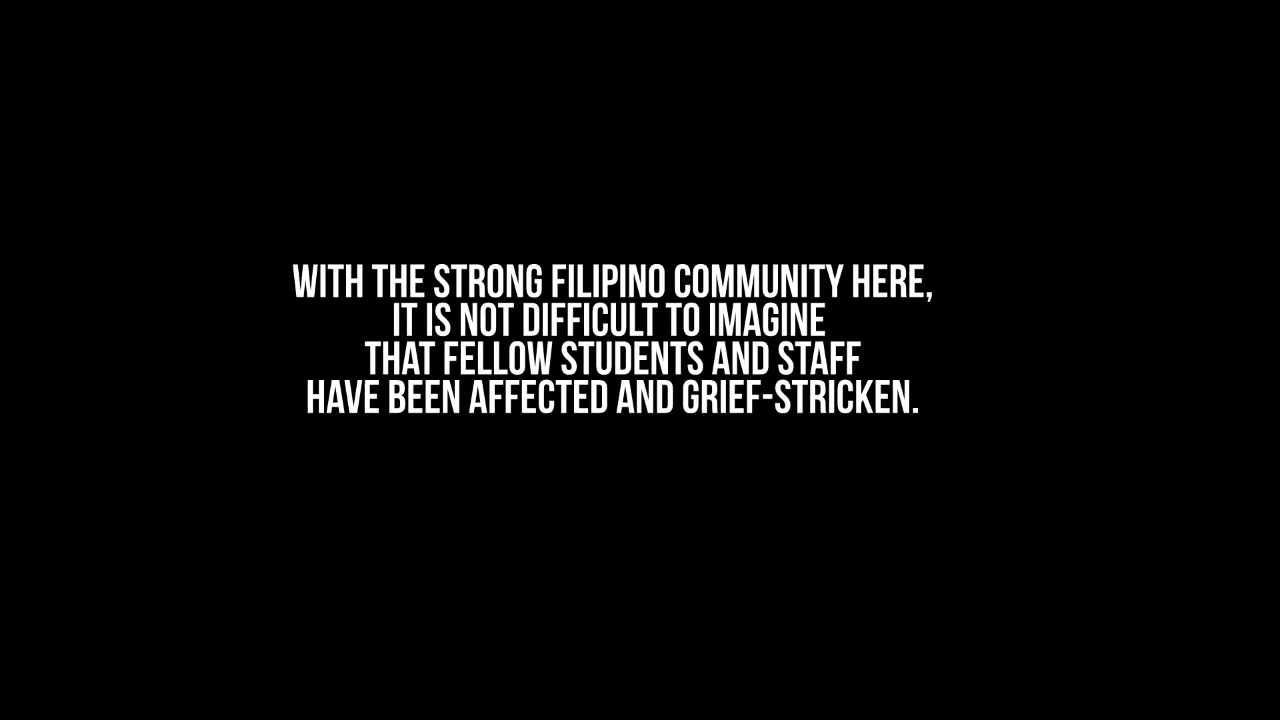 WITH THE STRONG FILIPINO COMMUNITY HERE,
IT IS NOT DIFFICULT TO IMAGINE
THAT FELLOW STUDENTS AND STAFF
HAVE BEEN AFFECTED AND GRIEF-STRICKEN.